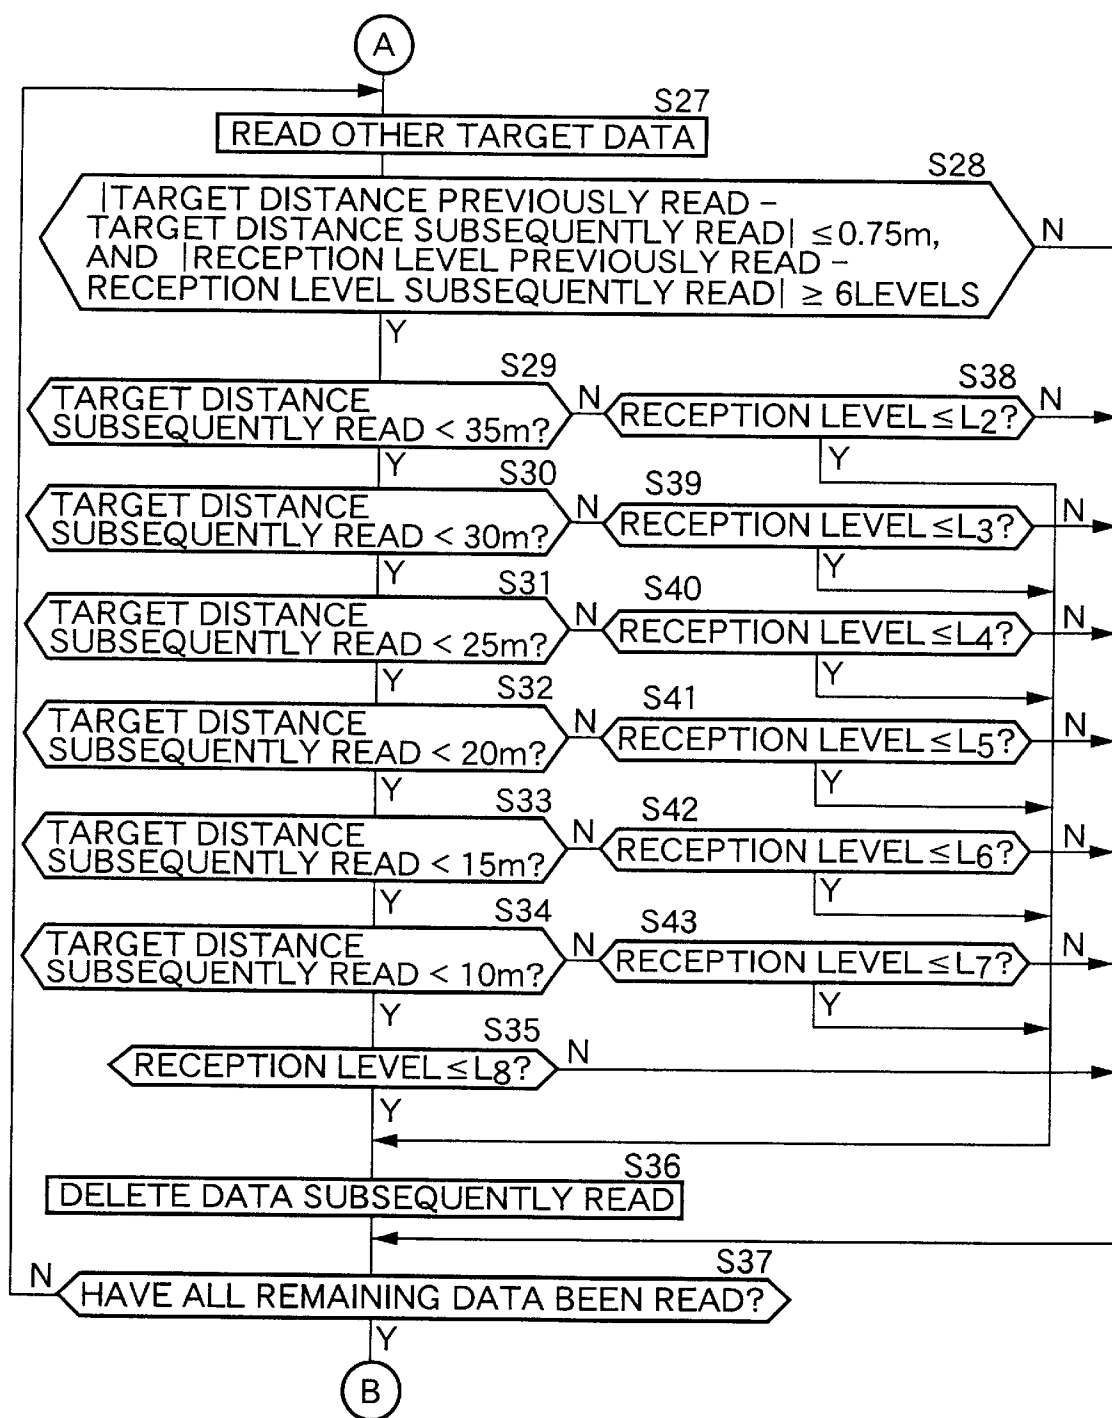 A
S27
READ OTHER TARGET DATA
S28
|TARGET DISTANCE PREVIOUSLY READ –
TARGET DISTANCE SUBSEQUENTLY READ| ≤0.75m,
AND |RECEPTION LEVEL PREVIOUSLY READ –
RECEPTION LEVEL SUBSEQUENTLY READ| ≥ 6LEVELS
N
Y
S29
TARGET DISTANCE
SUBSEQUENTLY READ < 35m?
N
S38
RECEPTION LEVEL ≤ L2?
N
Y
Y
S30
TARGET DISTANCE
SUBSEQUENTLY READ < 30m?
N
S39
RECEPTION LEVEL ≤ L3?
N
Y
Y
S31
TARGET DISTANCE
SUBSEQUENTLY READ < 25m?
N
S40
RECEPTION LEVEL ≤ L4?
N
Y
Y
S32
TARGET DISTANCE
SUBSEQUENTLY READ < 20m?
N
S41
RECEPTION LEVEL ≤ L5?
N
Y
Y
S33
TARGET DISTANCE
SUBSEQUENTLY READ < 15m?
N
S42
RECEPTION LEVEL ≤ L6?
N
Y
Y
S34
TARGET DISTANCE
SUBSEQUENTLY READ < 10m?
N
S43
RECEPTION LEVEL ≤ L7?
N
Y
Y
S35
RECEPTION LEVEL ≤ L8?
N
Y
S36
DELETE DATA SUBSEQUENTLY READ
S37
N
HAVE ALL REMAINING DATA BEEN READ?
Y
B